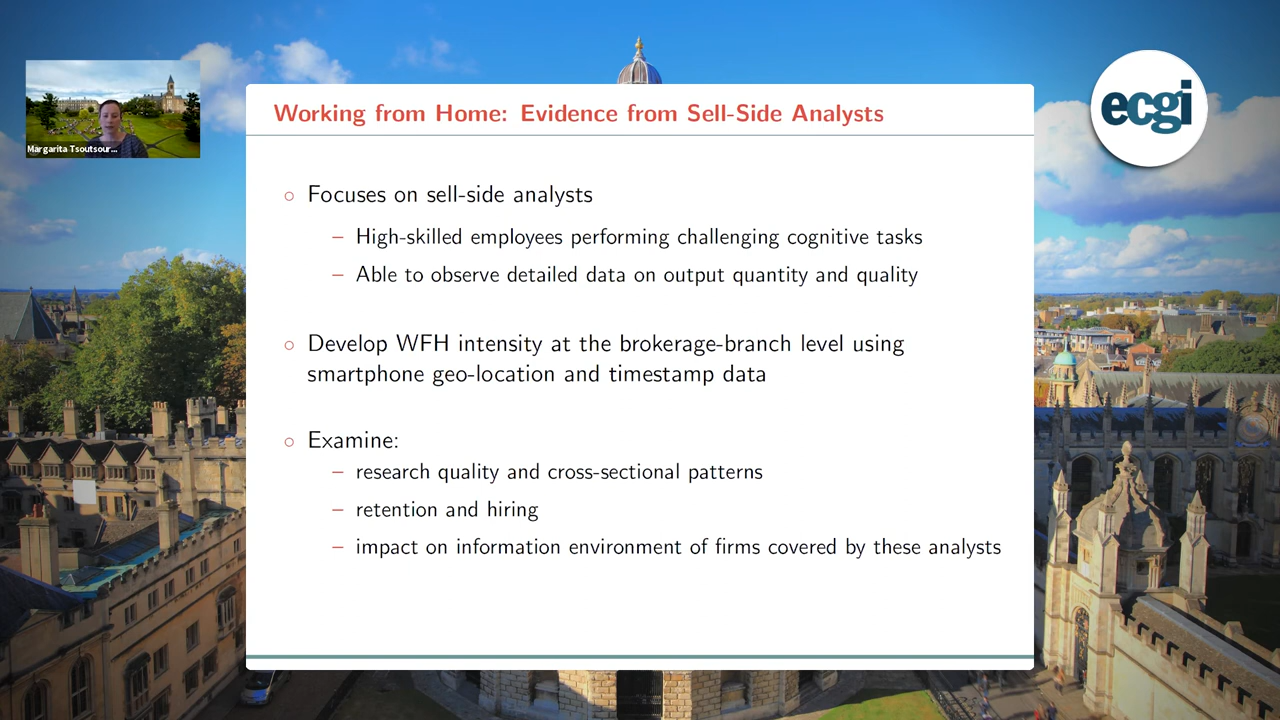 Working from Home: Evidence from Sell-Side Analysts
ecgi
Margarita Tsoutsour...
○ Focuses on sell-side analysts
– High-skilled employees performing challenging cognitive tasks
– Able to observe detailed data on output quantity and quality
○ Develop WFH intensity at the brokerage-branch level using
smartphone geo-location and timestamp data
○ Examine:
– research quality and cross-sectional patterns
– retention and hiring
– impact on information environment of firms covered by these analysts